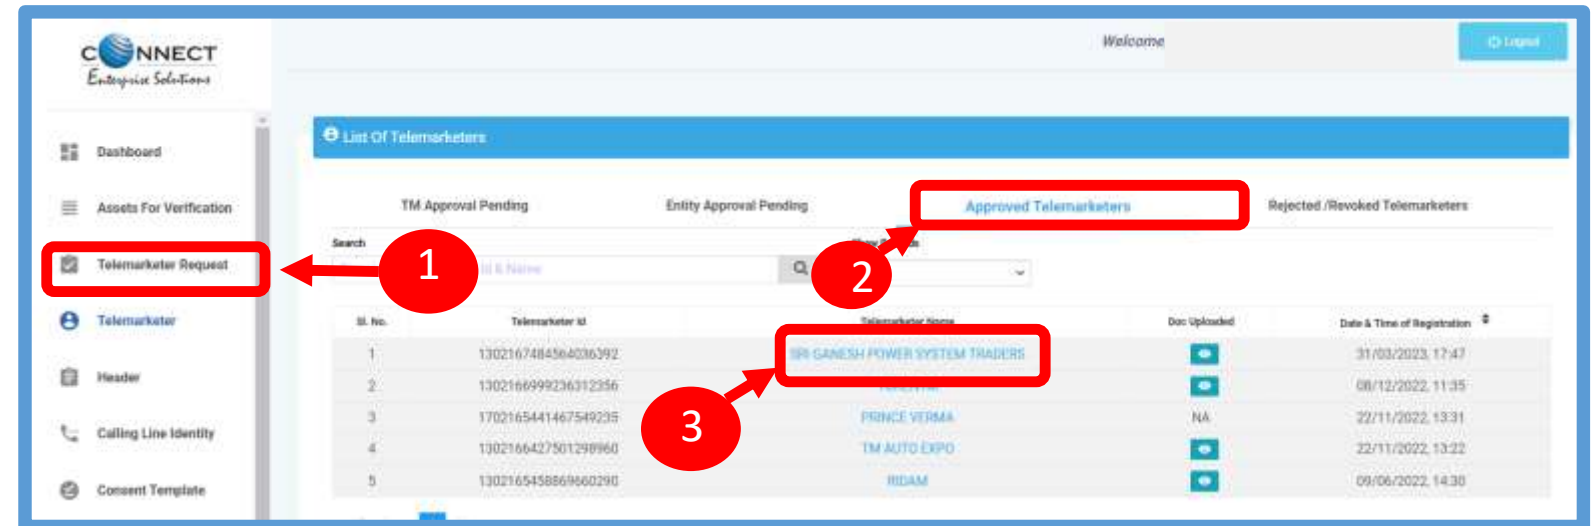 CONNECT
Enterprise Solutions
Welcome
Logout
List Of Telemarketers
Dashboard
Assets For Verification
Telemarketer Request
Telemarketer
Header
Calling Line Identity
Consent Template
TM Approval Pending
Entity Approval Pending
Approved Telemarketers
Rejected /Revoked Telemarketers
Search
Id & Name
1
2
3
Sl. No. Telemarketer Id Telemarketer Name Doc Uploaded Date & Time of Registration
1 1302167484564036392 SRI GANESH POWER SYSTEM TRADERS 31/03/2023, 17:47
2 1302166999236312356 08/12/2022, 11:35
3 1702165441467549235 PRINCE VERMA NA 22/11/2022, 13:31
4 1302166427501298960 TM AUTO EXPO 22/11/2022, 13:22
5 1302165458869660290 RIDAM 09/06/2022, 14:30